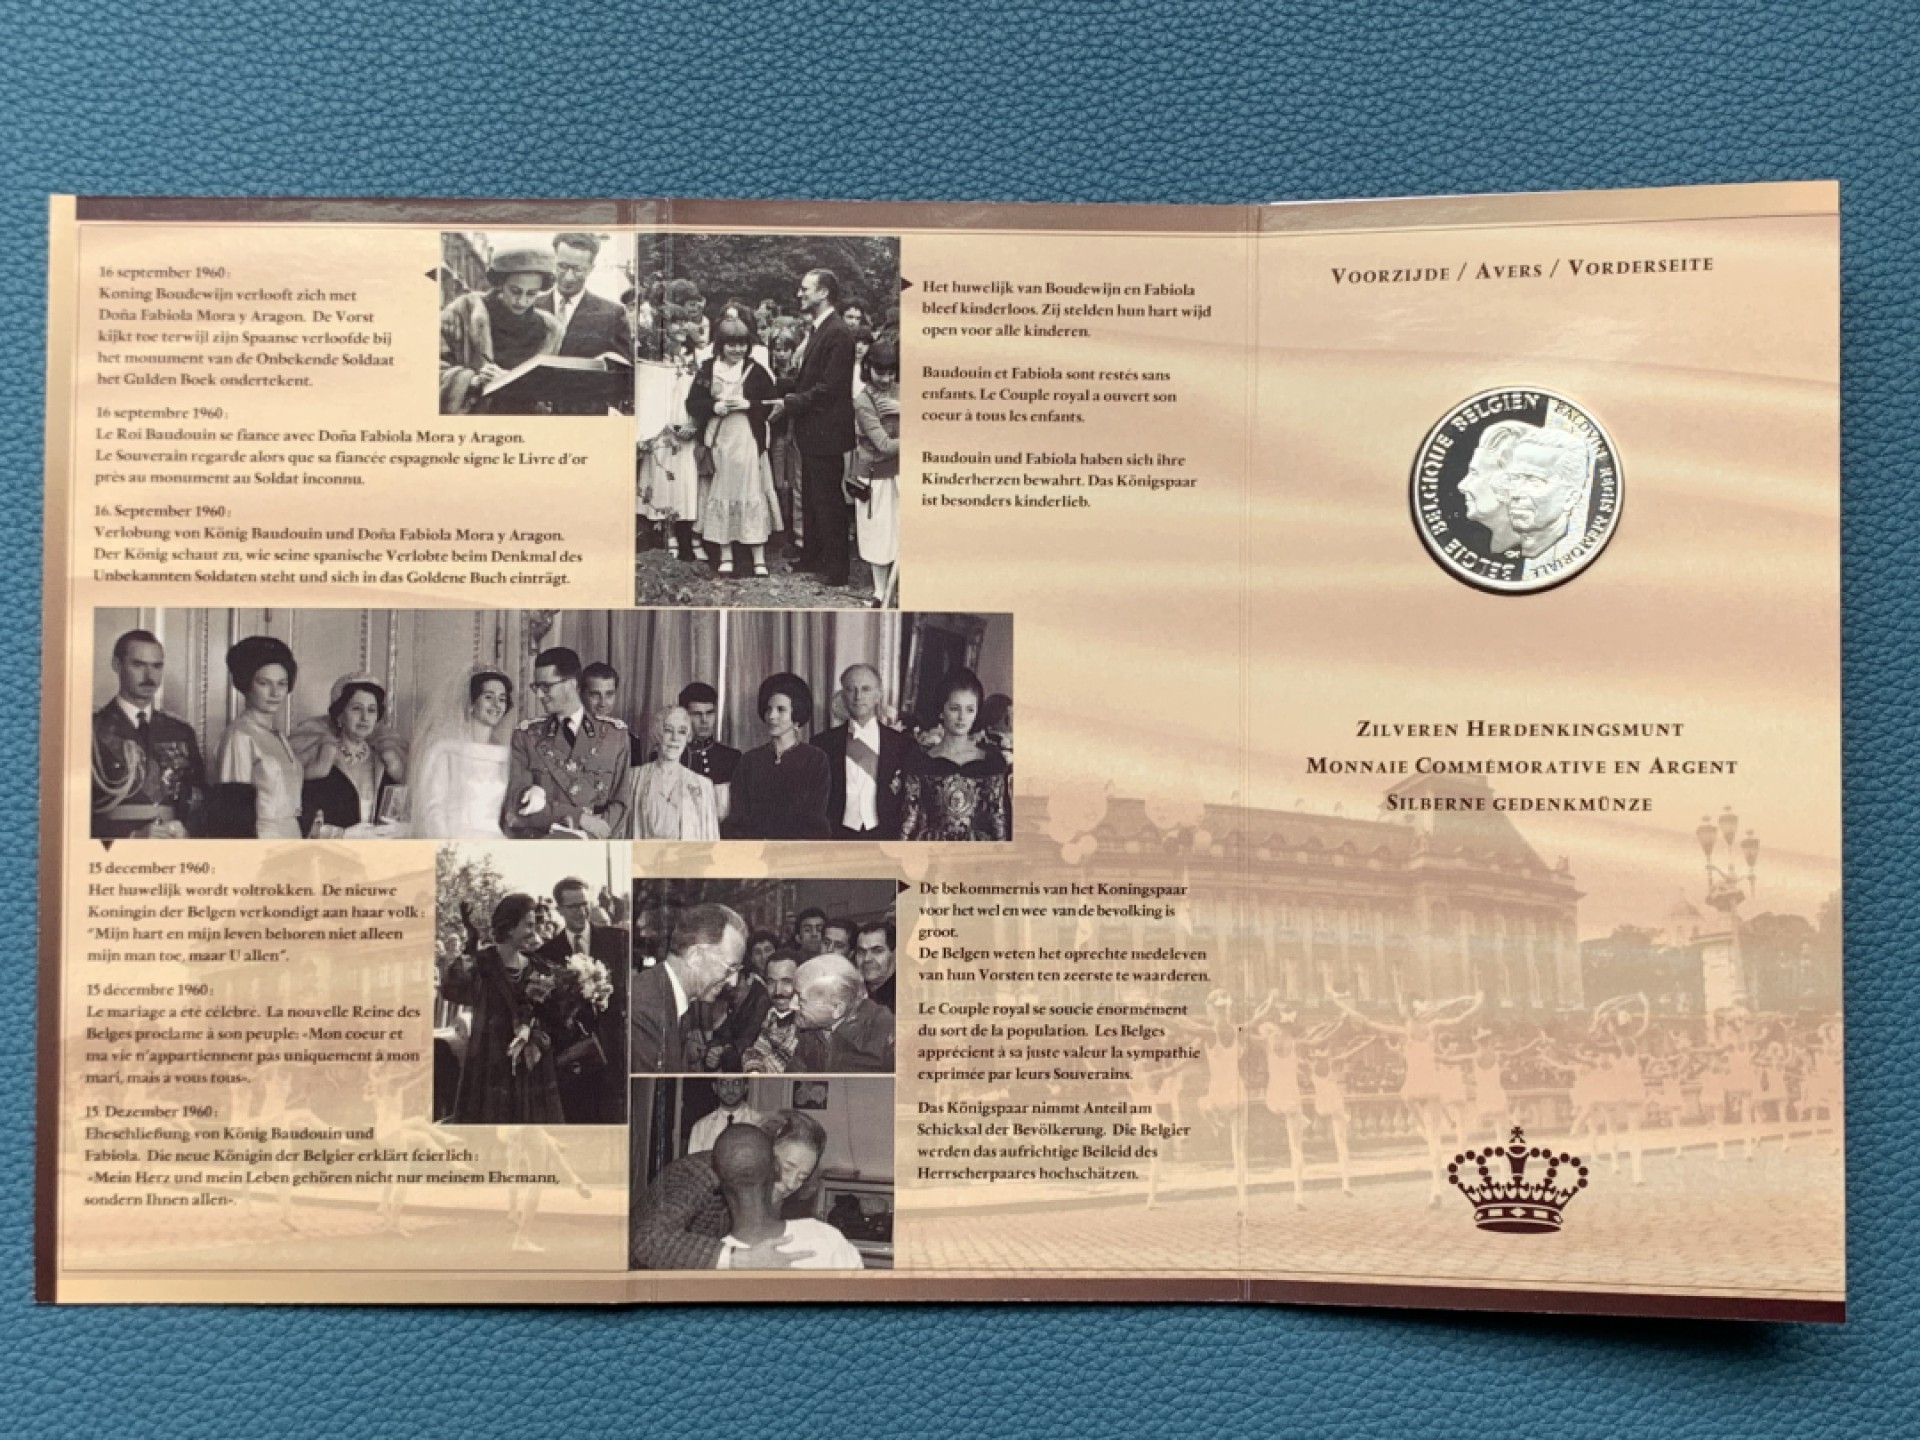 16 september 1960:
Koning Boudewijn verlooft zich met
Doña Fabiola Mora y Aragon. De Vorst
kijkt toe terwijl zijn Spaanse verloofde bij
het monument van de Onbekende Soldaat
het Gulden Boek ondertekent.
16 septembre 1960:
Le Roi Baudouin se fiance avec Doña Fabiola Mora y Aragon.
Le Souverain regarde alors que sa fiancée espagnole signe le Livre d'or
près au monument au Soldat inconnu.
16. September 1960:
Verlobung von König Baudouin und Doña Fabiola Mora y Aragon.
Der König schaut zu, wie seine spanische Verlobte beim Denkmal des
Unbekannten Soldaten steht und sich in das Goldene Buch einträgt.
15 december 1960:
Het huwelijk wordt voltrokken. De nieuwe
Koningin der Belgen verkondigt aan haar volk:
"Mijn hart en mijn leven behoren niet alleen
mijn man toe, maar U allen".
15 décembre 1960:
Le mariage a été célébré. La nouvelle Reine des
Belges proclame à son peuple: «Mon coeur et
ma vie n'appartiennent pas uniquement à mon
mari, mais à vous tous».
15 Dezember 1960:
Eheschließung von König Baudouin und
Fabiola. Die neue Königin der Belgier erklärt feierlich:
«Mein Herz und mein Leben gehören nicht nur meinem Ehemann,
sondern Ihnen allen».
Het huwelijk van Boudewijn en Fabiola
bleef kinderloos. Zij stelden hun hart wijd
open voor alle kinderen.
Baudouin et Fabiola sont restés sans
enfants. Le Couple royal a ouvert son
coeur à tous les enfants.
Baudouin und Fabiola haben sich ihre
Kinderherzen bewahrt. Das Königspaar
ist besonders kinderlieb.
De bekommernis van het Koningspaar
voor het wel en wee van de bevolking is
groot.
De Belgen weten het oprechte medeleven
van hun Vorsten ten zeerste te waarderen.
Le Couple royal se soucie énormément
du sort de la population. Les Belges
apprécient à sa juste valeur la sympathie
exprimée par leurs Souverains.
Das Königspaar nimmt Anteil am
Schicksal der Bevölkerung. Die Belgier
werden das aufrichtige Beileid des
Herrscherpaares hochschätzen.
VOORZIJDE / AVERS / VORDERSEITE
BELGIE BELGIQUE BELGIEN
BALDVINI REGIS MEMORIALE
ZILVEREN HERDENKINGSMUNT
MONNAIE COMMÉMORATIVE EN ARGENT
SILBERNE GEDENKMÜNZE